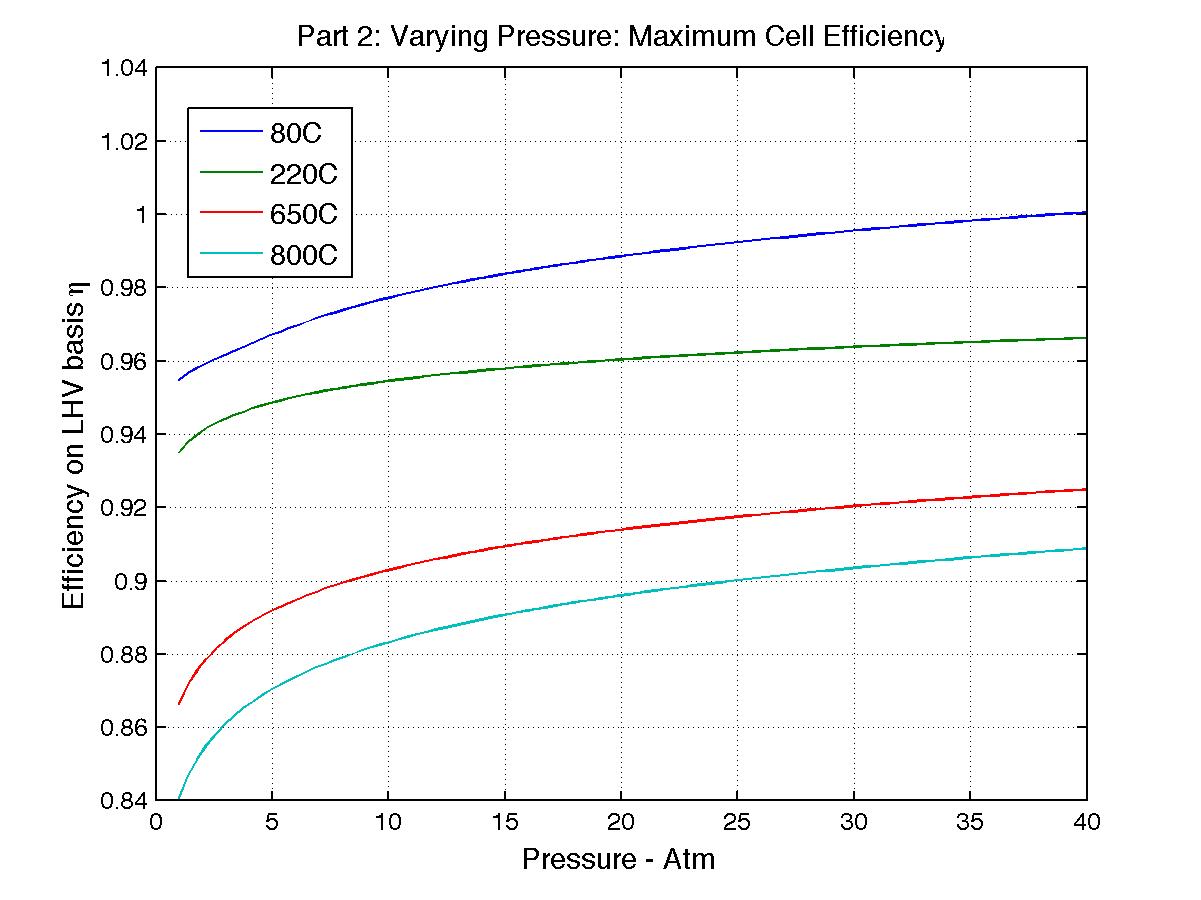 Part 2: Varying Pressure: Maximum Cell Efficiency
1.04
1.02
1
0.98
0.96
0.94
0.92
0.9
0.88
0.86
0.84
80C
220C
650C
800C
Efficiency on LHV basis η
0 5 10 15 20 25 30 35 40
Pressure - Atm